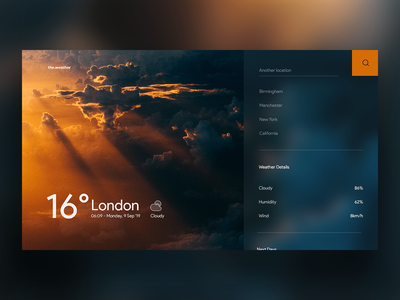 the.weather
16°
London
06:09 - Monday, 9 Sep '19
Cloudy
Another location
Birmingham
Manchester
New York
California
Weather Details
Cloudy 86%
Humidity 62%
Wind 8km/h
Next Days